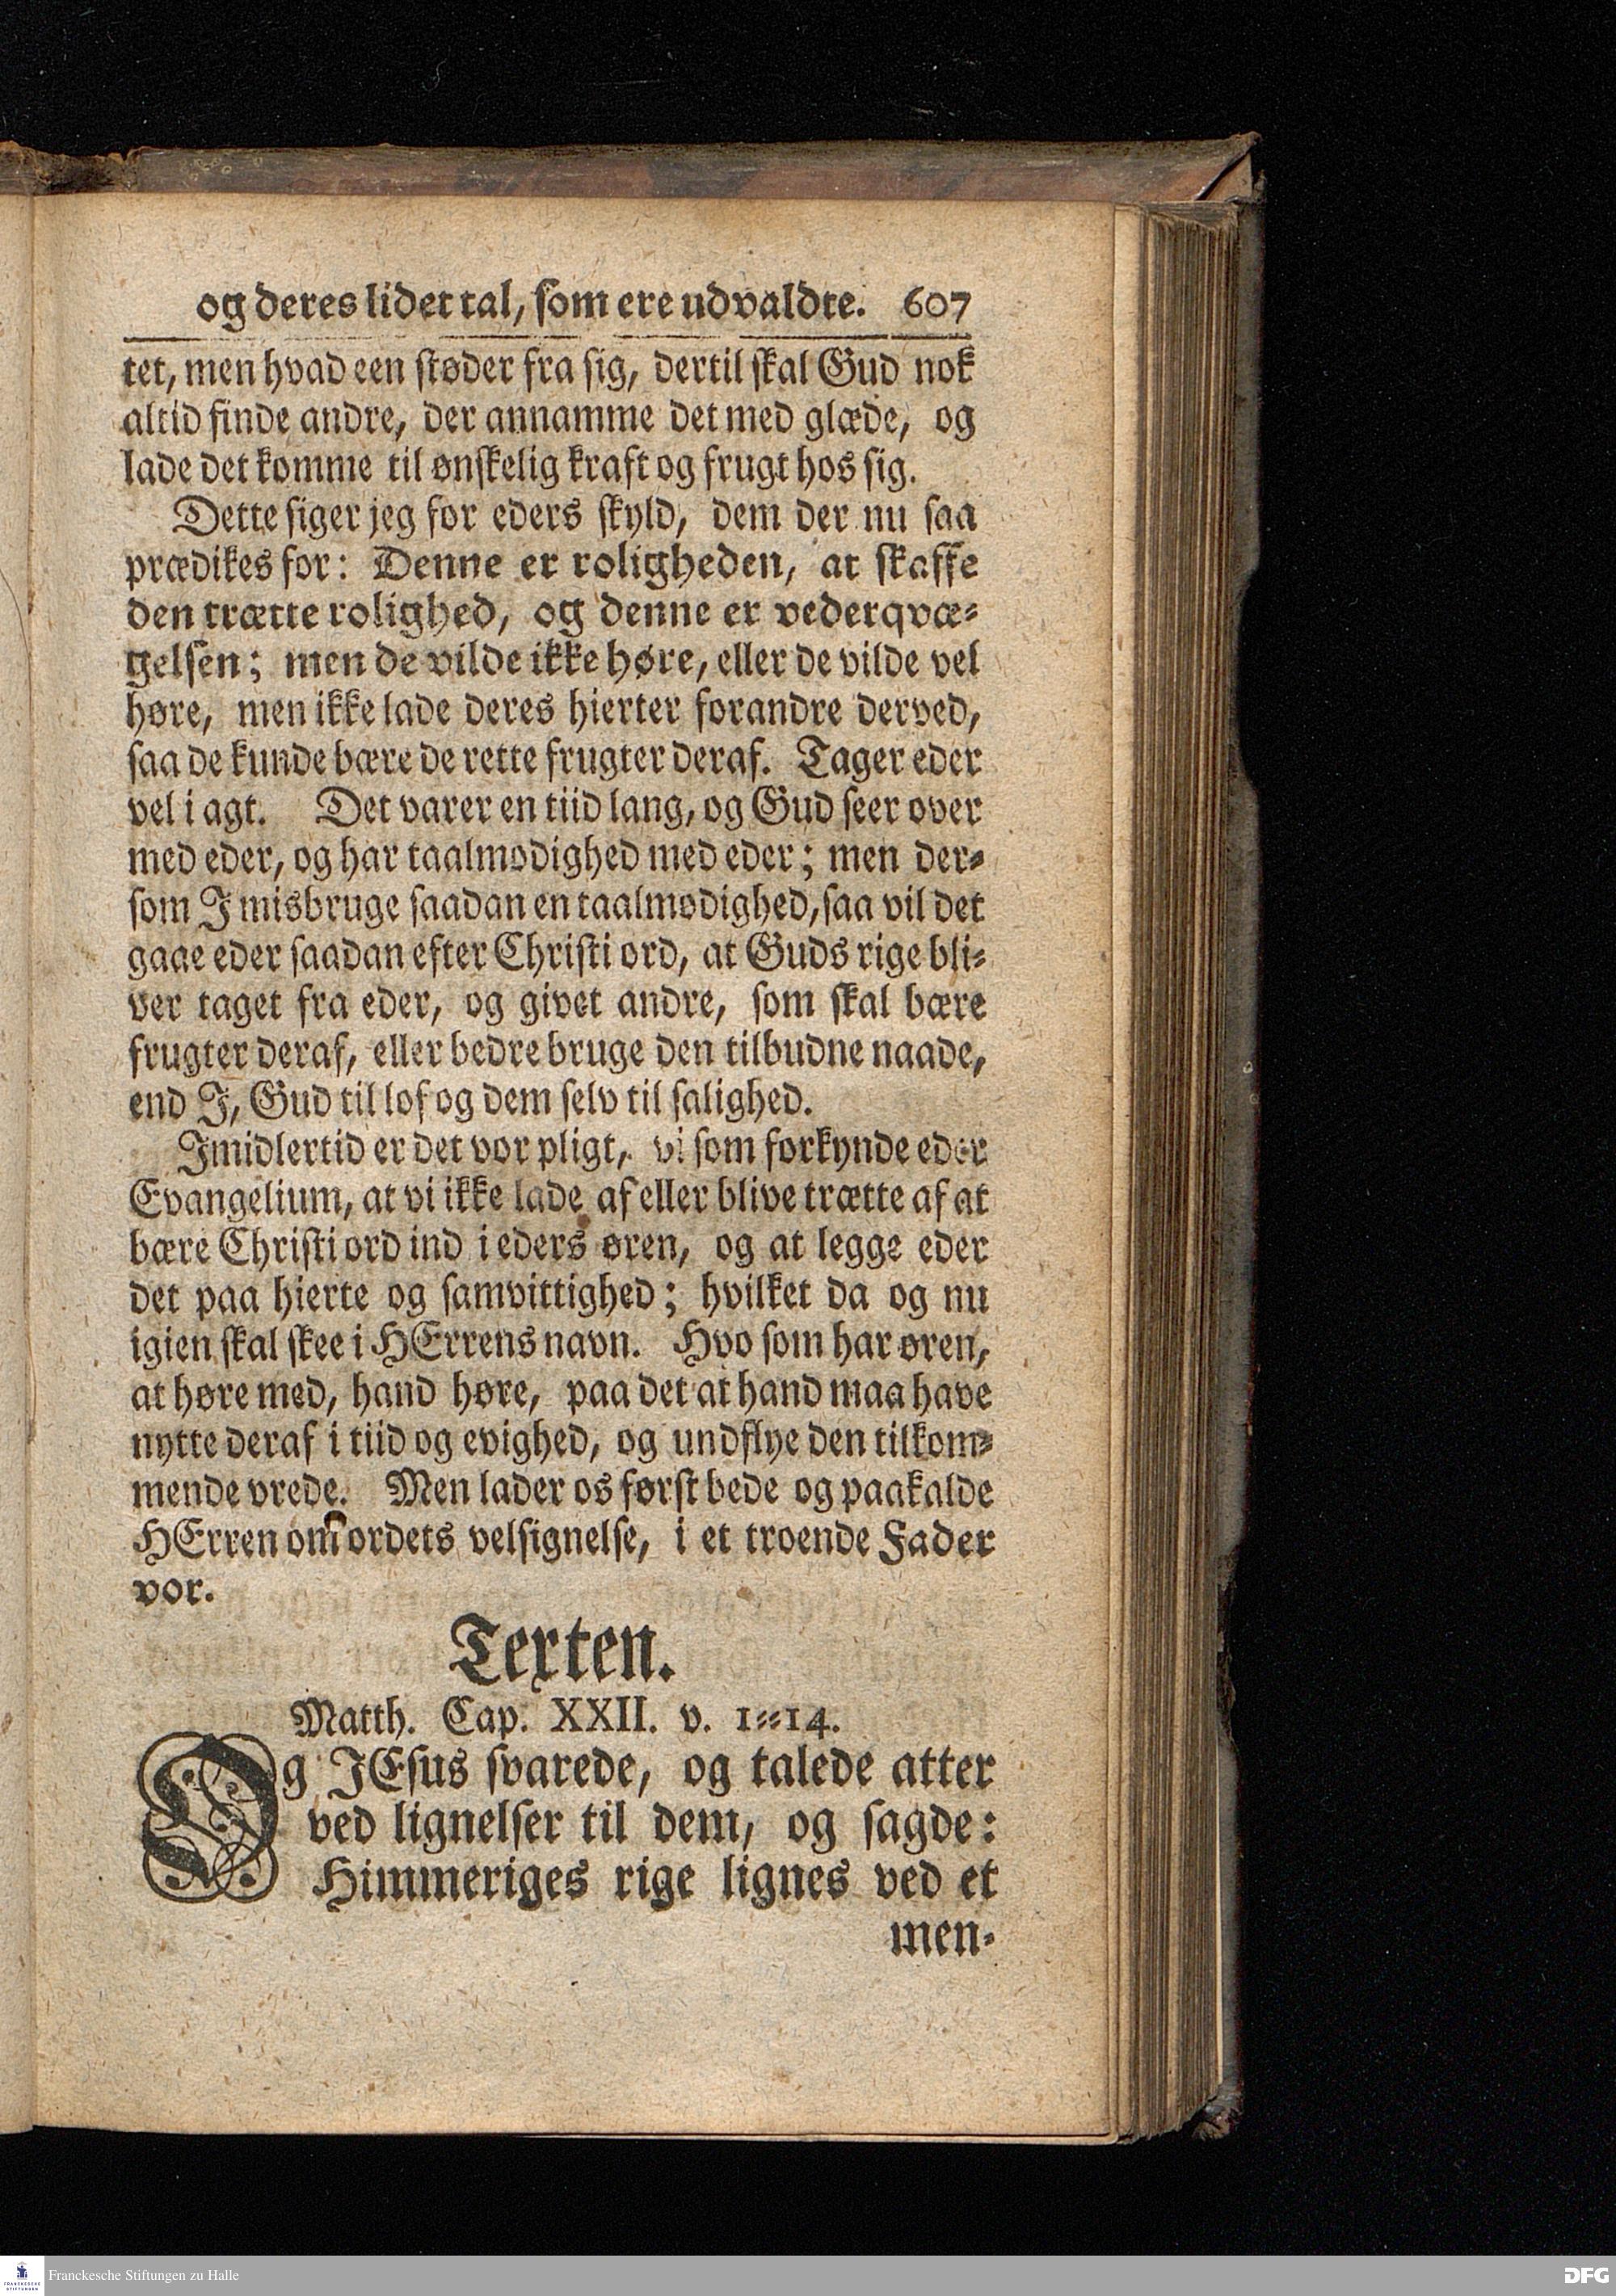 og deres lidet tal, som ere udvaldte. 607
tet, men hvad een støder fra sig, dertil skal Gud nok
altid finde andre, der annamme det med glæde, og
lade det komme til ønskelig kraft og frugt hos sig.
Dette siger jeg for eders skyld, dem der nu saa
prædikes for: Denne er roligheden, at skaffe
den trætte rolighed, og denne er vederqvæ-
gelsen; men de vilde ikke høre, eller de vilde vel
høre, men ikke lade deres hierter forandre derved,
saa de kunde bære de rette frugter deraf. Tager eder
vel i agt. Det varer en tiid lang, og Gud seer over
med eder, og har taalmodighed med eder; men der-
som I misbruge saadan en taalmodighed, saa vil det
gaae eder saadan efter Christi ord, at Guds rige bli-
ver taget fra eder, og givet andre, som skal bære
frugter deraf, eller bedre bruge den tilbudne naade,
end I, Gud til lof og dem selv til salighed.
Imidlertid er det vor pligt, vi som forkynde eder
Evangelium, at vi ikke lade af eller blive trætte af at
bære Christi ord ind i eders øren, og at legge eder
det paa hierte og samvittighed; hvilket da og nu
igien skal skee i HErrens navn. Hvo som har øren,
at høre med, hand høre, paa det at hand maa have
nytte deraf i tiid og evighed, og undflye den tilkom-
mende vrede. Men lader os først bede og paakalde
HErren om ordets velsignelse, i et troende Fader
vor.
Texten.
Matth. Cap. XXII. v. 1--14.
Og JEsus svarede, og talede atter
ved lignelser til dem, og sagde:
Himmeriges rige lignes ved et
men-
Franckesche Stiftungen zu Halle
FRANCKESCHE STIFTUNGEN
DFG